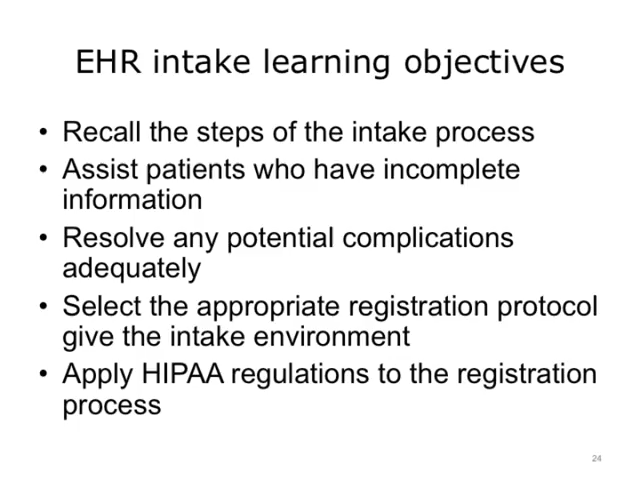 EHR intake learning objectives
• Recall the steps of the intake process
• Assist patients who have incomplete
information
• Resolve any potential complications
adequately
• Select the appropriate registration protocol
give the intake environment
• Apply HIPAA regulations to the registration
process
24